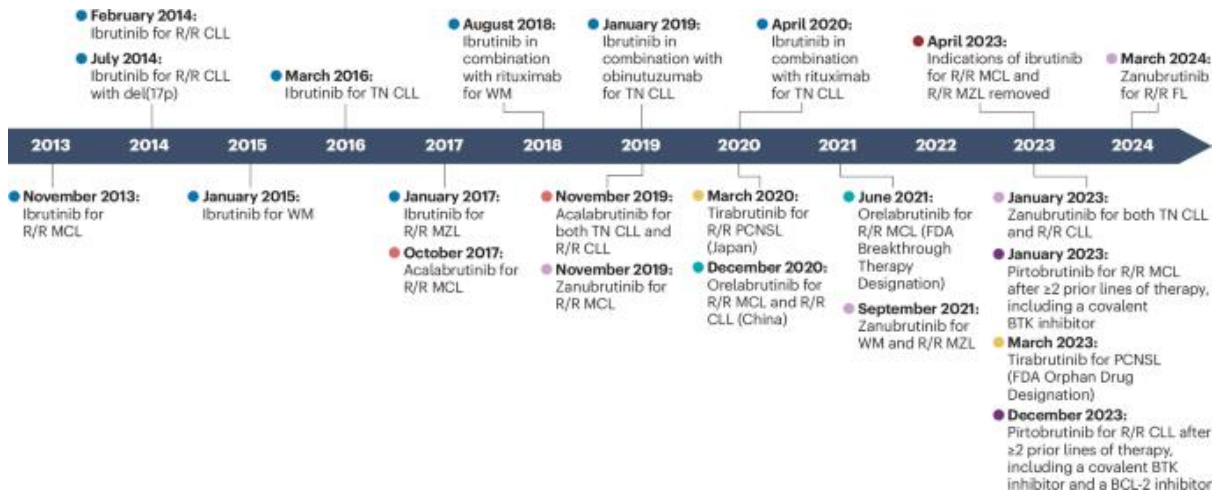 February 2014:
Ibrutinib for R/R CLL
July 2014:
Ibrutinib for R/R CLL
with del(17p)
March 2016:
Ibrutinib for TN CLL
August 2018:
Ibrutinib in
combination
with rituximab
for WM
January 2019:
Ibrutinib in
combination with
obinutuzumab
for TN CLL
April 2020:
Ibrutinib in
combination
with rituximab
for TN CLL
April 2023:
Indications of ibrutinib
for R/R MCL and
R/R MZL removed
March 2024:
Zanubrutinib
for R/R FL
2013 2014 2015 2016 2017 2018 2019 2020 2021 2022 2023 2024
November 2013:
Ibrutinib for
R/R MCL
January 2015:
Ibrutinib for WM
January 2017:
Ibrutinib for
R/R MZL
October 2017:
Acalabrutinib for
R/R MCL
November 2019:
Acalabrutinib for
both TN CLL and
R/R CLL
November 2019:
Zanubrutinib for
R/R MCL
March 2020:
Tirabrutinib for
R/R PCNSL
(Japan)
December 2020:
Orelabrutinib for
R/R MCL and R/R
CLL (China)
June 2021:
Orelabrutinib for
R/R MCL (FDA
Breakthrough
Therapy
Designation)
September 2021:
Zanubrutinib for
WM and R/R MZL
January 2023:
Zanubrutinib for both TN CLL
and R/R CLL
January 2023:
Pirtobrutinib for R/R MCL
after ≥2 prior lines of therapy,
including a covalent
BTK inhibitor
March 2023:
Tirabrutinib for PCNSL
(FDA Orphan Drug
Designation)
December 2023:
Pirtobrutinib for R/R CLL after
≥2 prior lines of therapy,
including a covalent BTK
inhibitor and a BCL-2 inhibitor